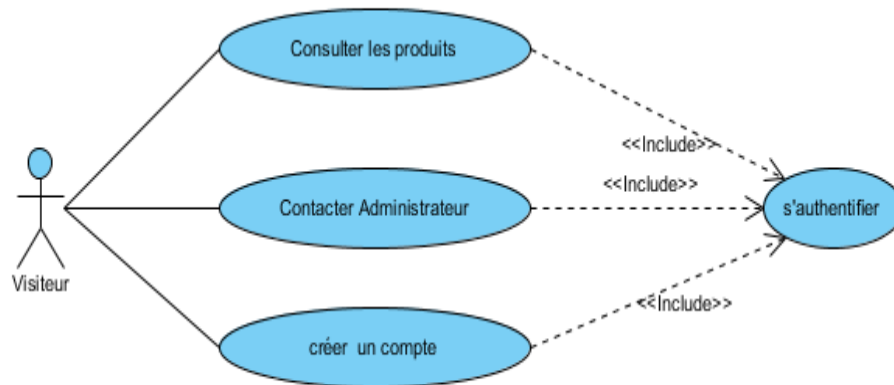 Consulter les produits
<<Include>>
<<Include>>
Contacter Administrateur
s'authentifier
Visiteur
<<Include>>
créer un compte